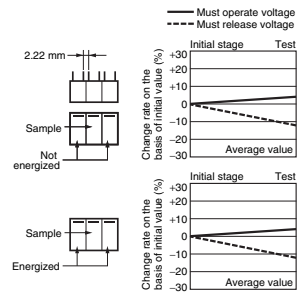 Must operate voltage
Must release voltage
2.22 mm
Sample
Not
energized
Initial stage
Test
Change rate on the
basis of initial value (%)
+30
+20
+10
0
−10
−20
−30
Average value
Sample
Energized
Initial stage
Test
Change rate on the
basis of initial value (%)
+30
+20
+10
0
−10
−20
−30
Average value